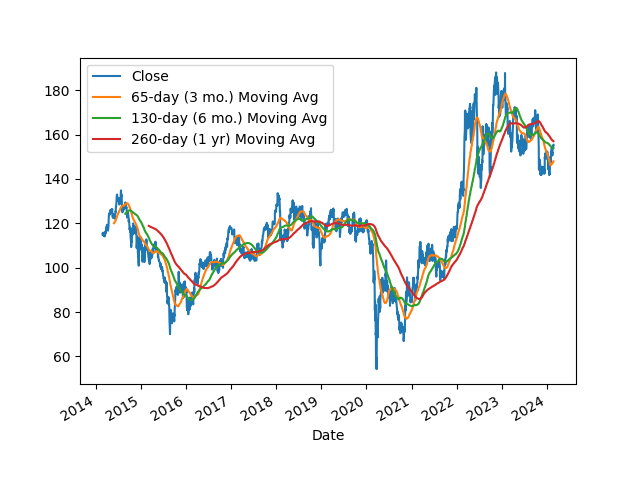 Close
65-day (3 mo.) Moving Avg
130-day (6 mo.) Moving Avg
260-day (1 yr) Moving Avg
180
160
140
120
100
80
60
2014 2015 2016 2017 2018 2019 2020 2021 2022 2023 2024
Date